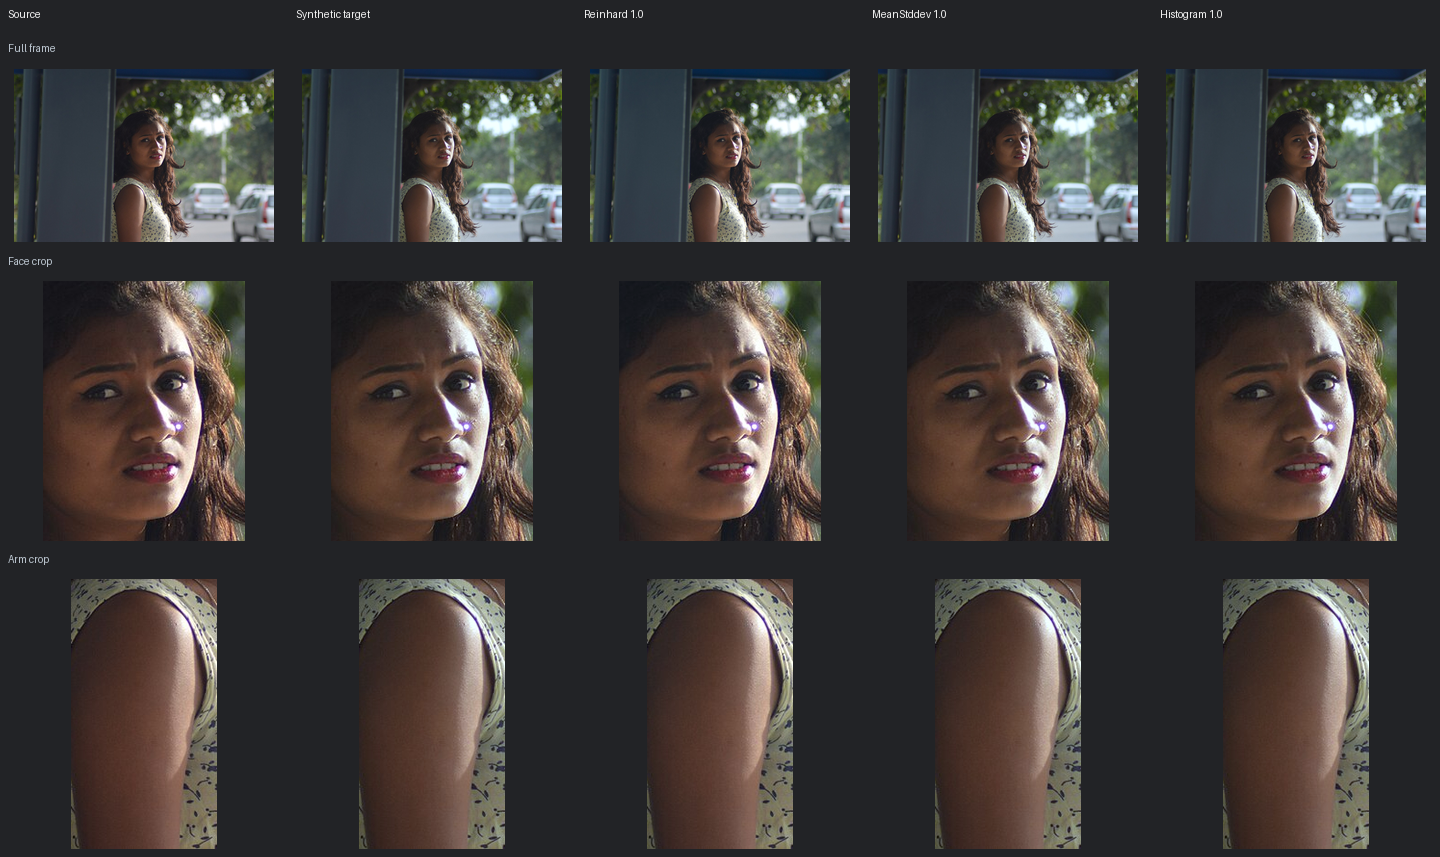 Source
Synthetic target
Reinhard 1.0
MeanStddev 1.0
Histogram 1.0
Full frame
Face crop
Arm crop